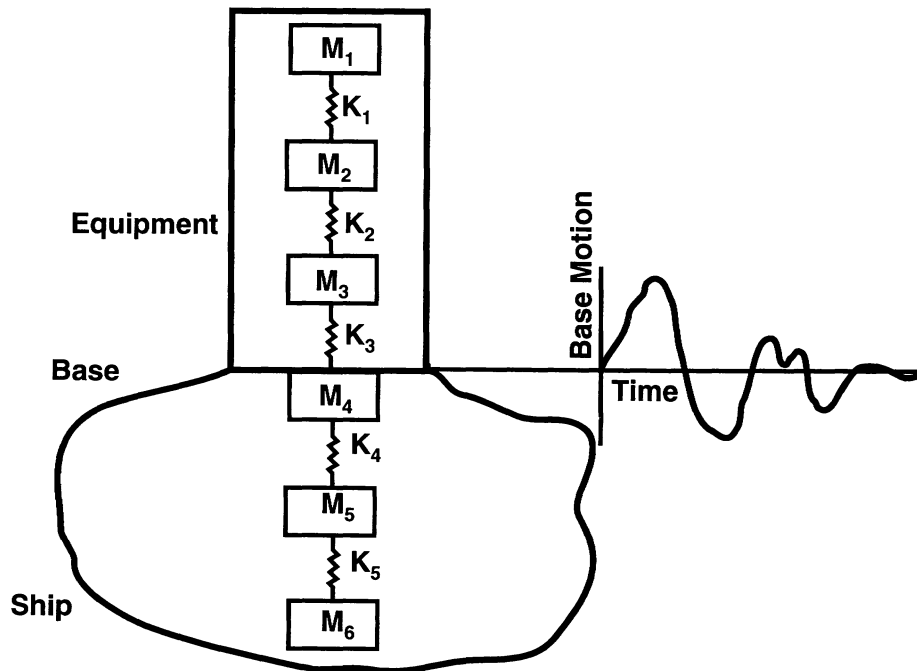 M₁
K₁
M₂
Equipment
K₂
M₃
K₃
Base Motion
Base
Time
M₄
K₄
M₅
K₅
Ship
M₆